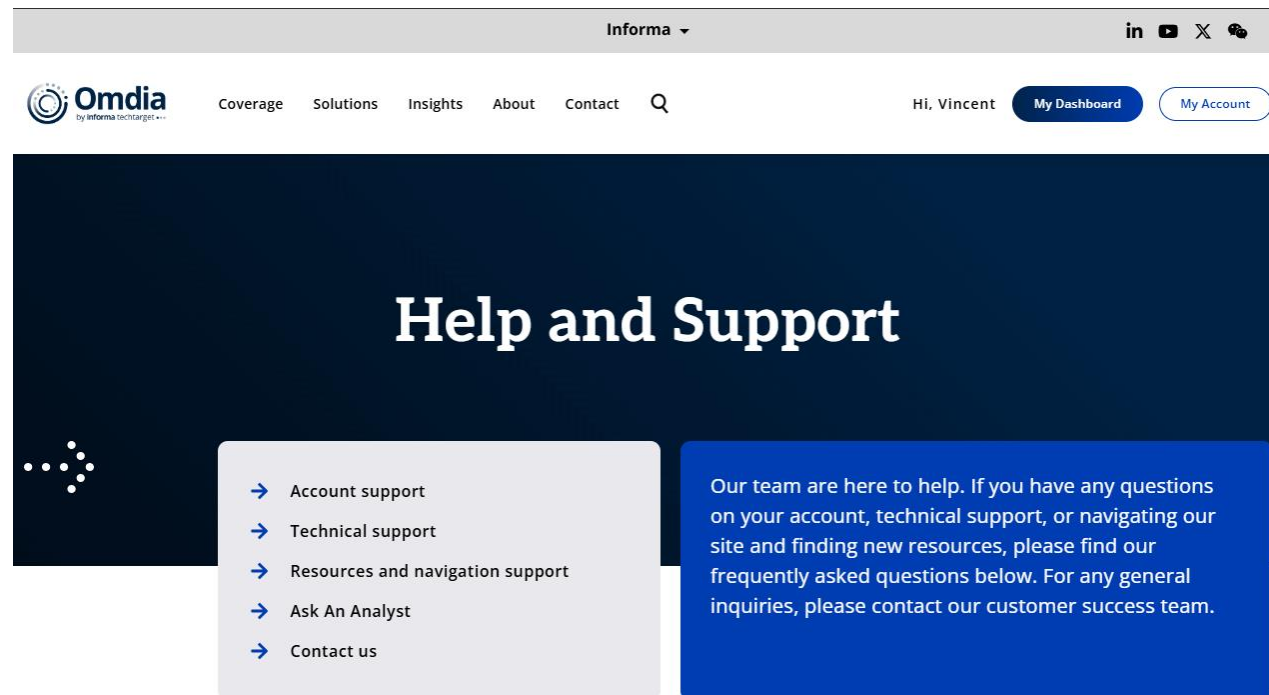 Informa
in
Omdia
by informa techtarget
Coverage Solutions Insights About Contact
Hi, Vincent My Dashboard My Account
Help and Support
Account support
Technical support
Resources and navigation support
Ask An Analyst
Contact us
Our team are here to help. If you have any questions
on your account, technical support, or navigating our
site and finding new resources, please find our
frequently asked questions below. For any general
inquiries, please contact our customer success team.